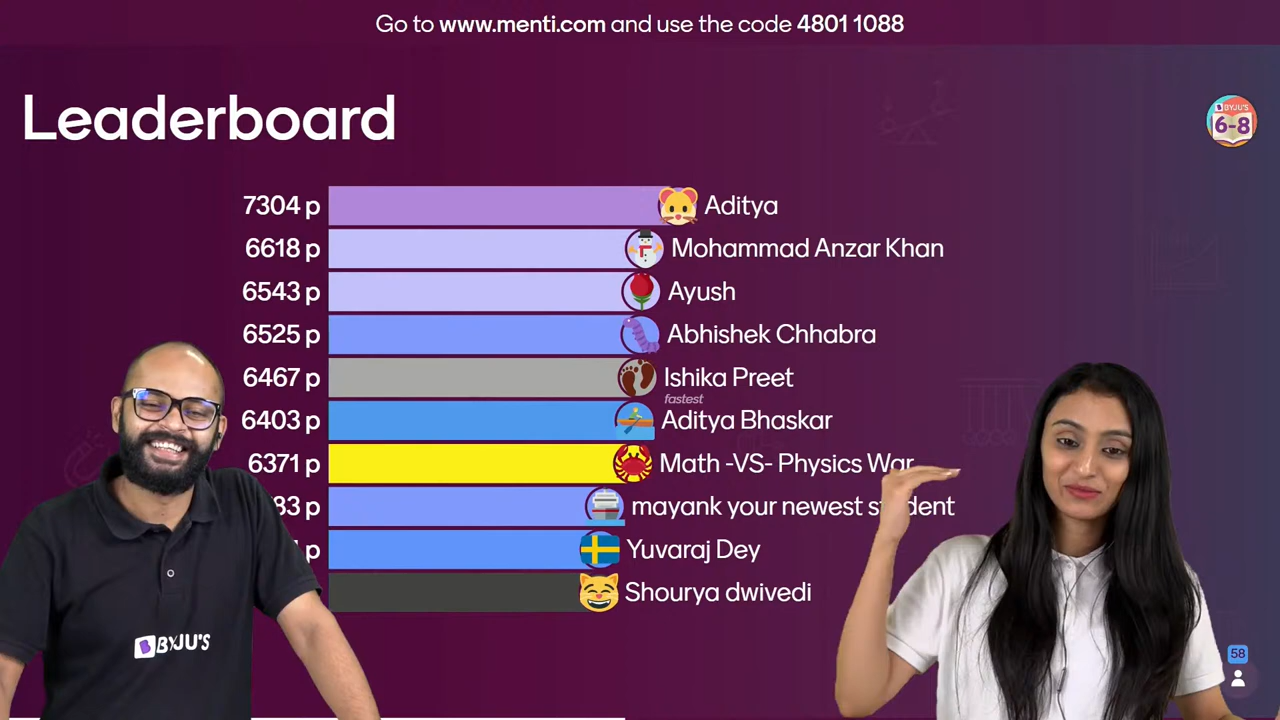 Go to www.menti.com and use the code 4801 1088
Leaderboard
BYJU'S
6-8
7304 p Aditya
6618 p Mohammad Anzar Khan
6543 p Ayush
6525 p Abhishek Chhabra
6467 p Ishika Preet
fastest
6403 p Aditya Bhaskar
6371 p Math -VS- Physics War
83 p mayank your newest
p Yuvaraj Dey
Shourya dwivedi
BYJU'S
58